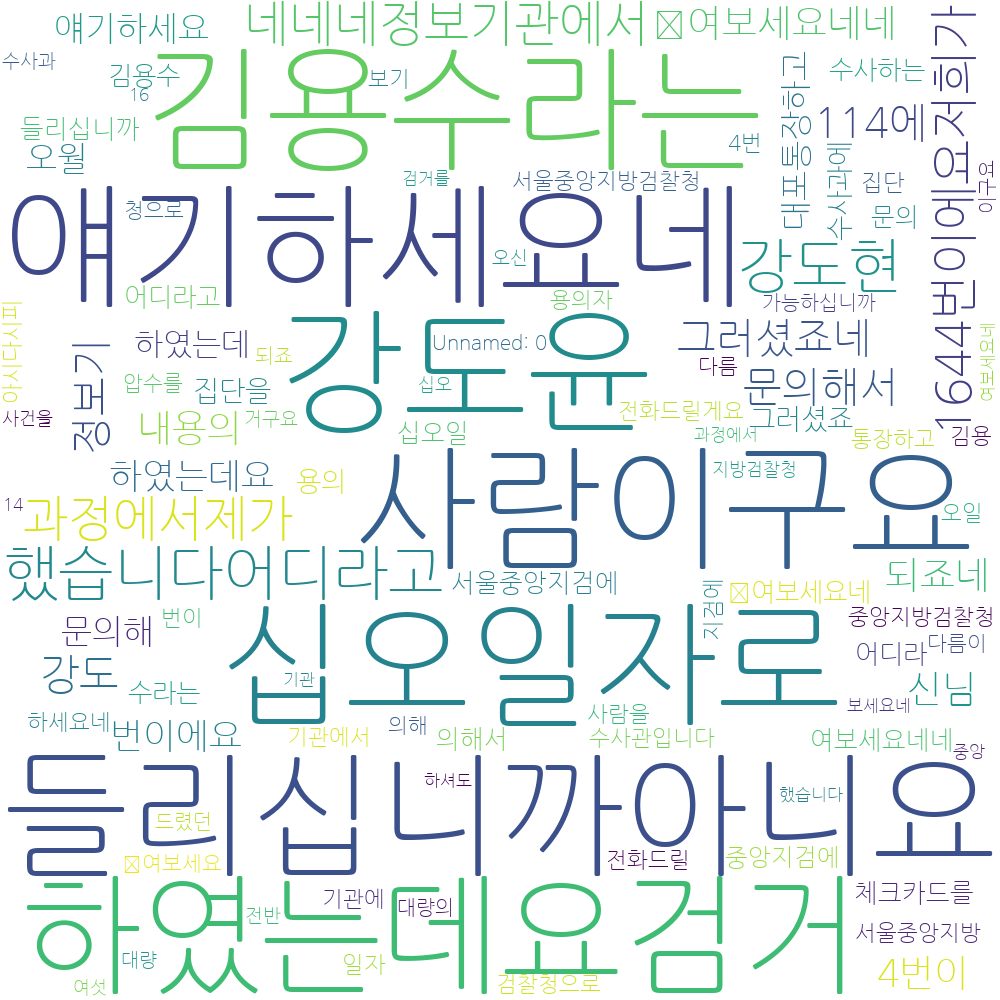 얘기하세요
네네네정보기관에서
여보세요네네
1644번이에요저희가
수사과
김용수
16
김용수라는
보기
대포통장하고
수사하는
들리십니까
오월
4번
114에
검거를
서울중앙지방검찰청
수사과에
집단
이구여
얘기하세요네
청으로
문의
오신
강도현
어디라고
용의자
가능하십니까
아시다시피
하였는데
강도윤
Unnamed: 0
그러셨죠네
여보세요네
정보기
되죠
다름
압수를
집단을
십오
문의해서
사건을
내용의
거구요
십오일
전화드릴게요
그러셨죠
과정에서
통장하고
김용
하였는데요
용의
사람이구요
지방검찰청
14
과정에서제가
오일
했습니다어디라고
서울중앙지검에
지검에
여보세요네
되죠네
문의해
번이
십오일자로
중앙지방검찰청
강도
기관
어디라
다름이
수라는
신님
하세요네
번이에요
기관에서
의해
의해서
사람을
수사관입니다
보세요네
여보세요네네
중앙
들리십니까아니요
하셔도
했습니다
드렸던
여보세요
전화드릴
중앙지검에
하였는데요검거
기관에
대량의
체크카드를
전반
서울중앙지방
대량
일자
여섯
검찰청으로
4번이